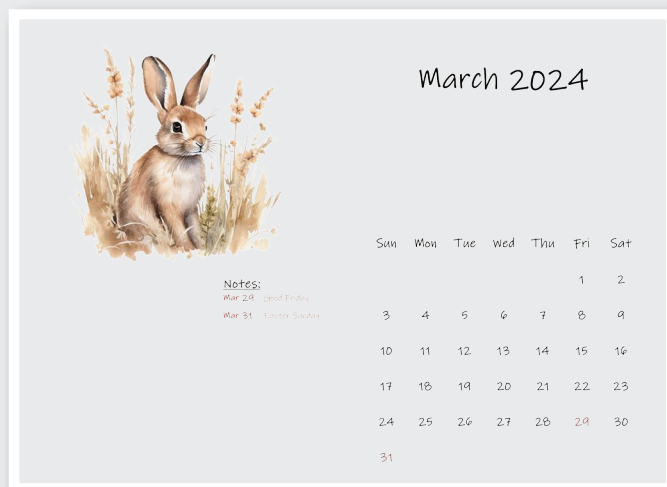 March 2024
Sun Mon Tue Wed Thu Fri Sat
1 2
3 4 5 6 7 8 9
10 11 12 13 14 15 16
17 18 19 20 21 22 23
24 25 26 27 28 29 30
31
Notes:
Mar 29 Good Friday
Mar 31 Easter Sunday